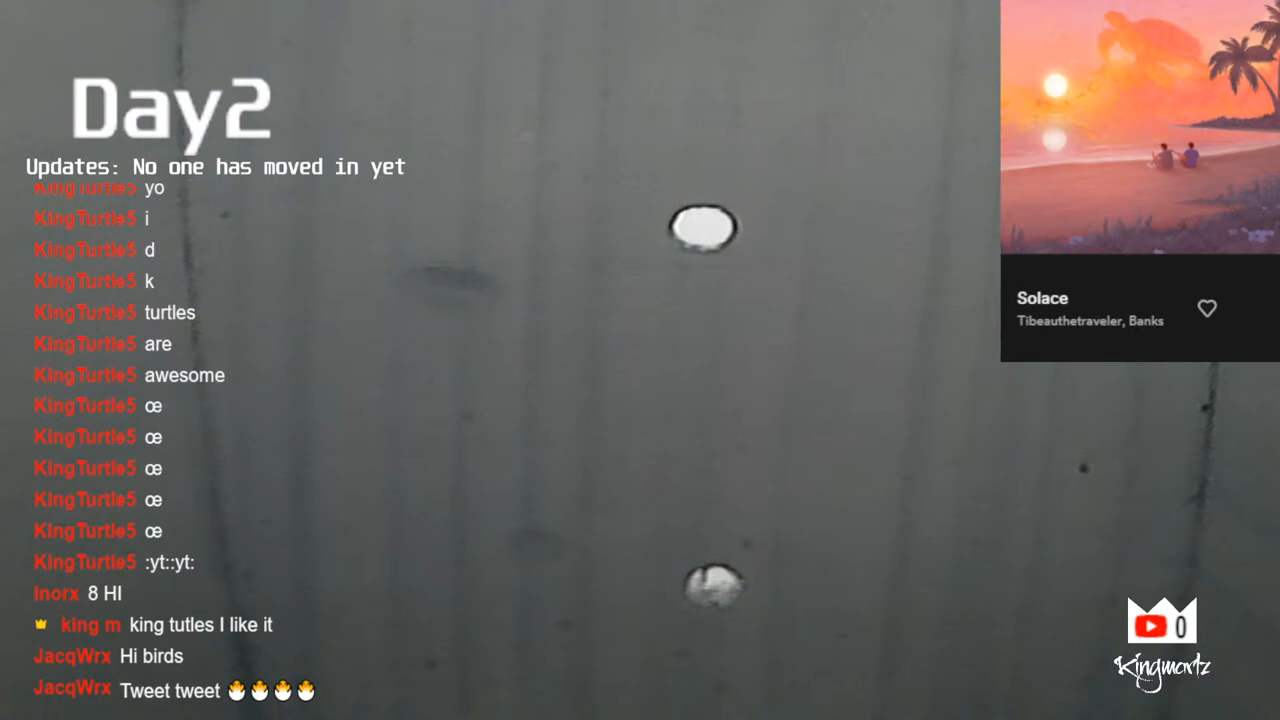 Day2
Updates: No one has moved in yet
KingTurtle5 yo
KingTurtle5 i
KingTurtle5 d
KingTurtle5 k
KingTurtle5 turtles
KingTurtle5 are
KingTurtle5 awesome
KingTurtle5 œ
KingTurtle5 œ
KingTurtle5 œ
KingTurtle5 œ
KingTurtle5 œ
KingTurtle5 :yt::yt:
Inorx 8 HI
king m king tutles I like it
JacqWrx Hi birds
JacqWrx Tweet tweet 🐣🐣🐣🐣
Solace
Tibeauthetraveler, Banks
0
Kingmartz